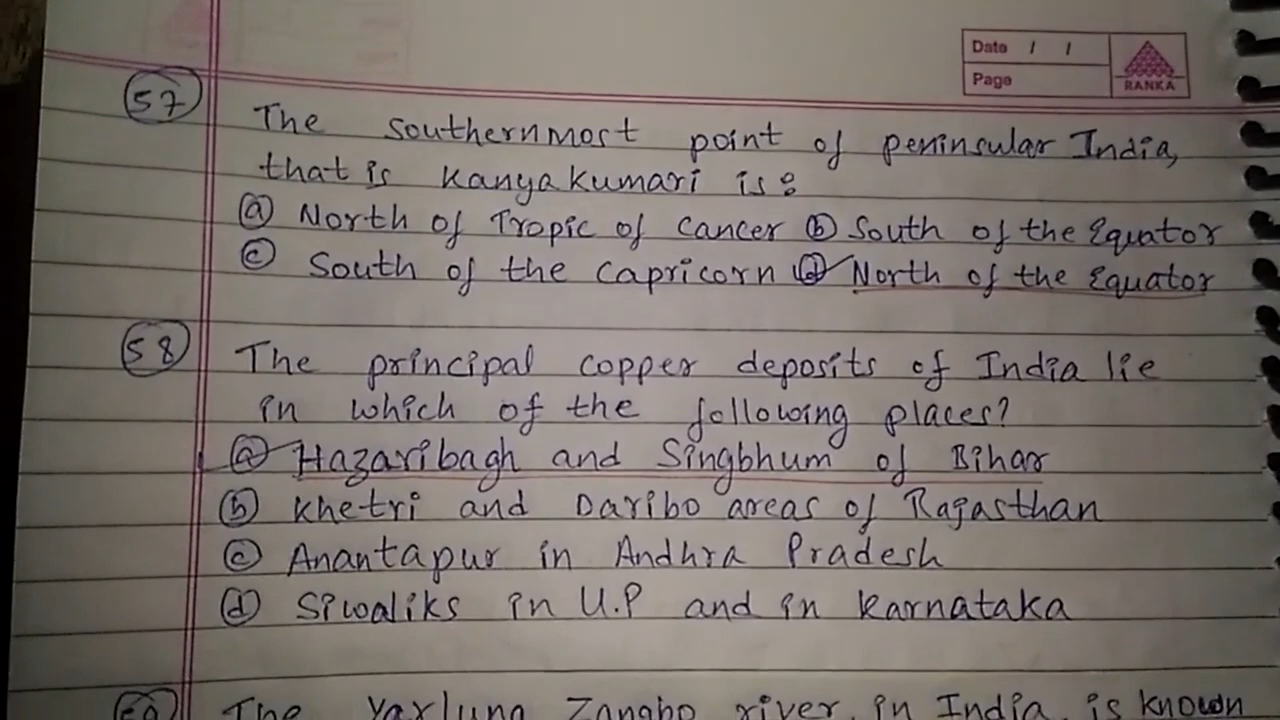 Date / /
Page
RANKA
57 The southernmost point of peninsular India,
that is Kanyakumari is:
(a) North of Tropic of Cancer (b) South of the Equator
(c) South of the Capricorn (d) North of the Equator
58 The principal copper deposits of India lie
in which of the following places?
(a) Hazaribagh and Singbhum of Bihar
(b) Khetri and Daribo areas of Rajasthan
(c) Anantapur in Andhra Pradesh
(d) Siwaliks in U.P and in Karnataka
The Yarlung Zangbo river, in India, is known